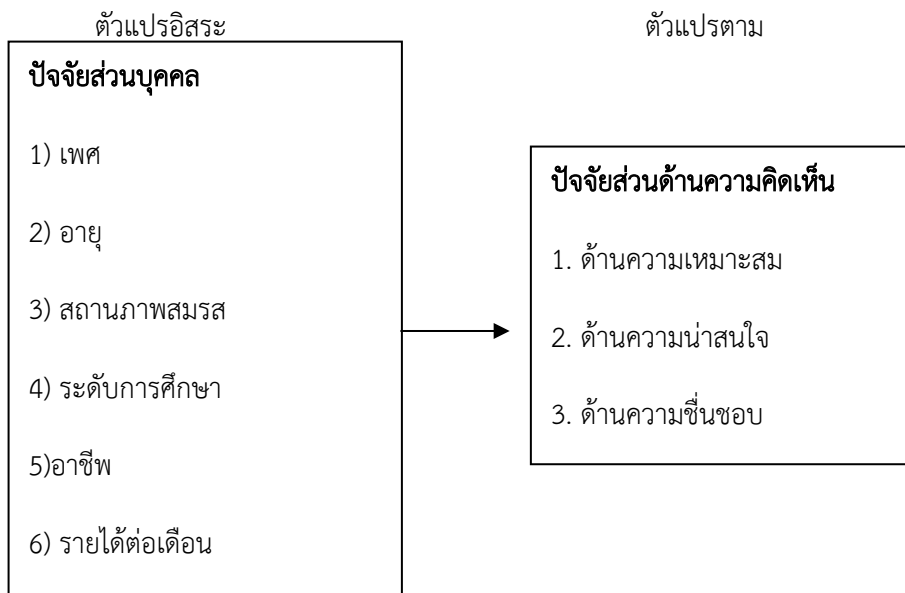 ตัวแปรอิสระ
ตัวแปรตาม
ปัจจัยส่วนบุคคล
1) เพศ
2) อายุ
3) สถานภาพสมรส
4) ระดับการศึกษา
5)อาชีพ
6) รายได้ต่อเดือน
ปัจจัยส่วนด้านความคิดเห็น
1. ด้านความเหมาะสม
2. ด้านความน่าสนใจ
3. ด้านความชื่นชอบ